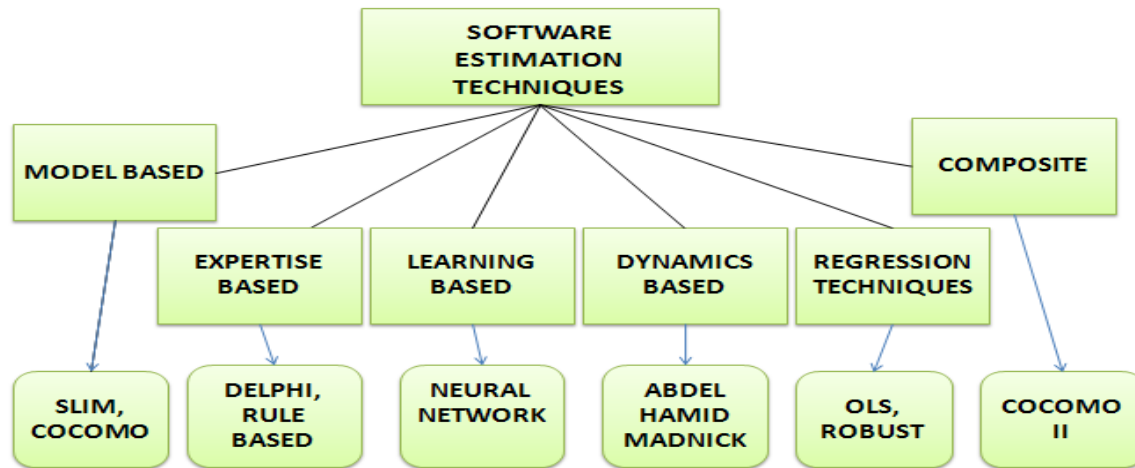 SOFTWARE
ESTIMATION
TECHNIQUES
MODEL BASED
COMPOSITE
EXPERTISE
BASED
LEARNING
BASED
DYNAMICS
BASED
REGRESSION
TECHNIQUES
SLIM,
COCOMO
DELPHI,
RULE
BASED
NEURAL
NETWORK
ABDEL
HAMID
MADNICK
OLS,
ROBUST
COCOMO
II